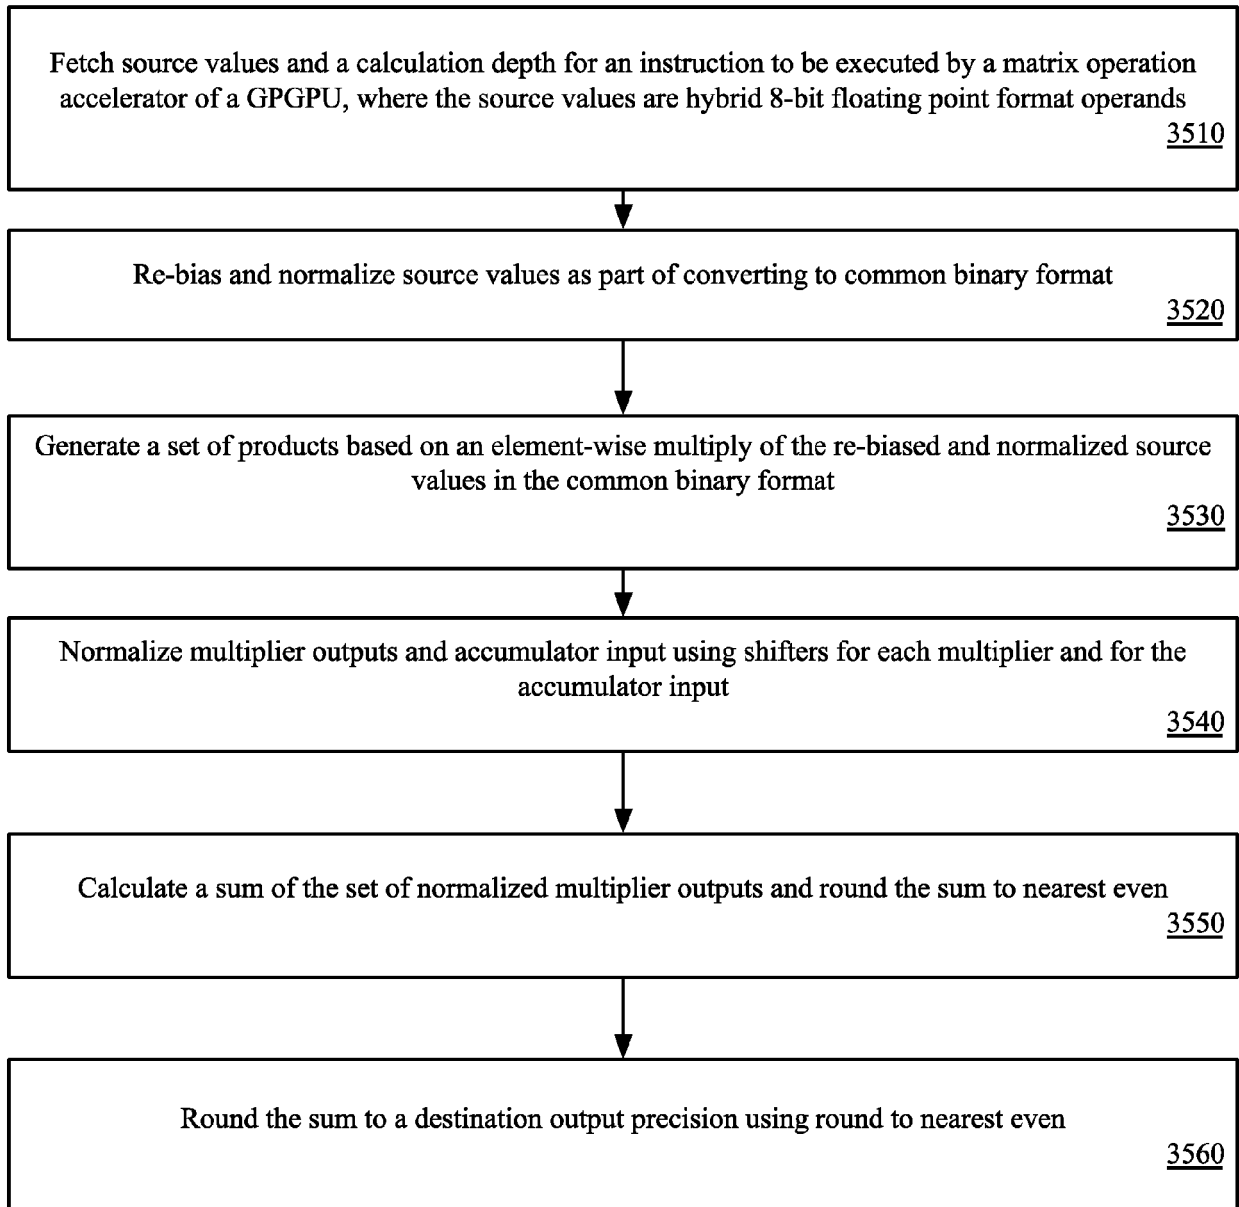 Fetch source values and a calculation depth for an instruction to be executed by a matrix operation
accelerator of a GPGPU, where the source values are hybrid 8-bit floating point format operands
3510
Re-bias and normalize source values as part of converting to common binary format
3520
Generate a set of products based on an element-wise multiply of the re-biased and normalized source
values in the common binary format
3530
Normalize multiplier outputs and accumulator input using shifters for each multiplier and for the
accumulator input
3540
Calculate a sum of the set of normalized multiplier outputs and round the sum to nearest even
3550
Round the sum to a destination output precision using round to nearest even
3560